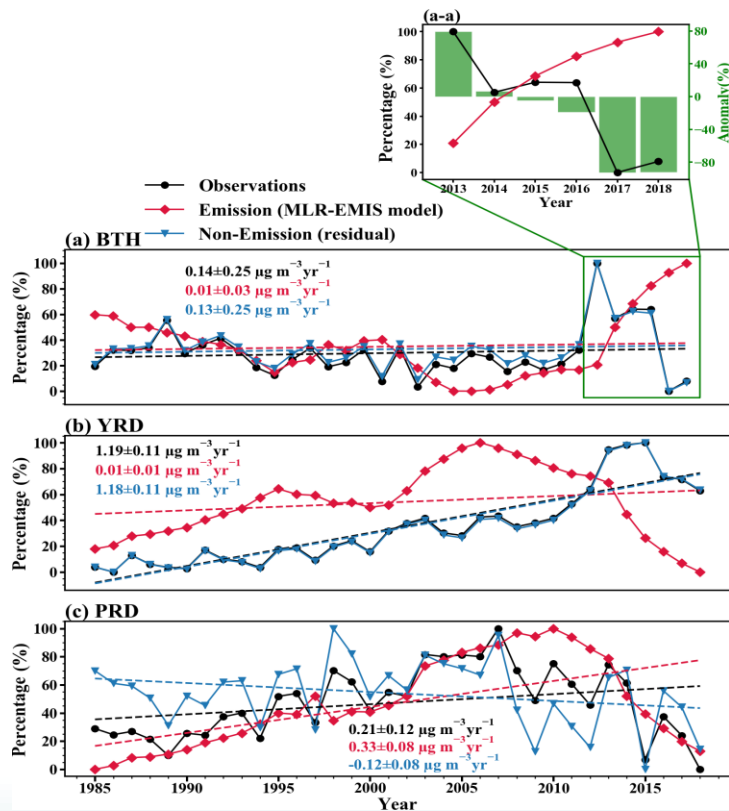 (a-a)
Percentage (%)
100
80
60
40
20
0
80
40
0
−40
−80
Anomaly(%)
2013 2014 2015 2016 2017 2018
Year
Observations
Emission (MLR-EMIS model)
Non-Emission (residual)
(a) BTH
Percentage (%)
100
80
60
40
20
0
0.14±0.25 µg m−3yr−1
0.01±0.03 µg m−3yr−1
0.13±0.25 µg m−3yr−1
(b) YRD
Percentage (%)
100
80
60
40
20
0
1.19±0.11 µg m−3yr−1
0.01±0.01 µg m−3yr−1
1.18±0.11 µg m−3yr−1
(c) PRD
Percentage (%)
100
80
60
40
20
0
0.21±0.12 µg m−3yr−1
0.33±0.08 µg m−3yr−1
-0.12±0.08 µg m−3yr−1
1985 1990 1995 2000 2005 2010 2015
Year